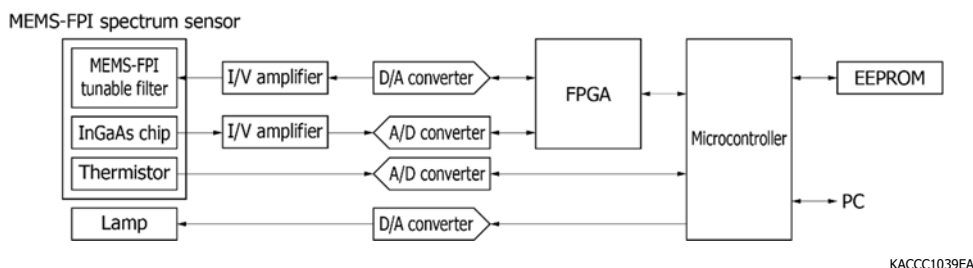 MEMS-FPI spectrum sensor
MEMS-FPI
tunable filter
I/V amplifier
D/A converter
FPGA
EEPROM
InGaAs chip
I/V amplifier
A/D converter
Microcontroller
Thermistor
A/D converter
PC
Lamp
D/A converter
KACCC1039EA